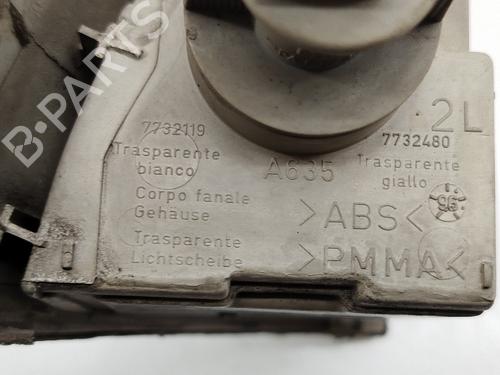 B-PARTS
2L
7732119
Trasparente
bianco
A635
7732480
Trasparente
giallo
96
Corpo fanale
Gehäuse
>ABS<
Trasparente
Lichtscheibe
>PMMA<